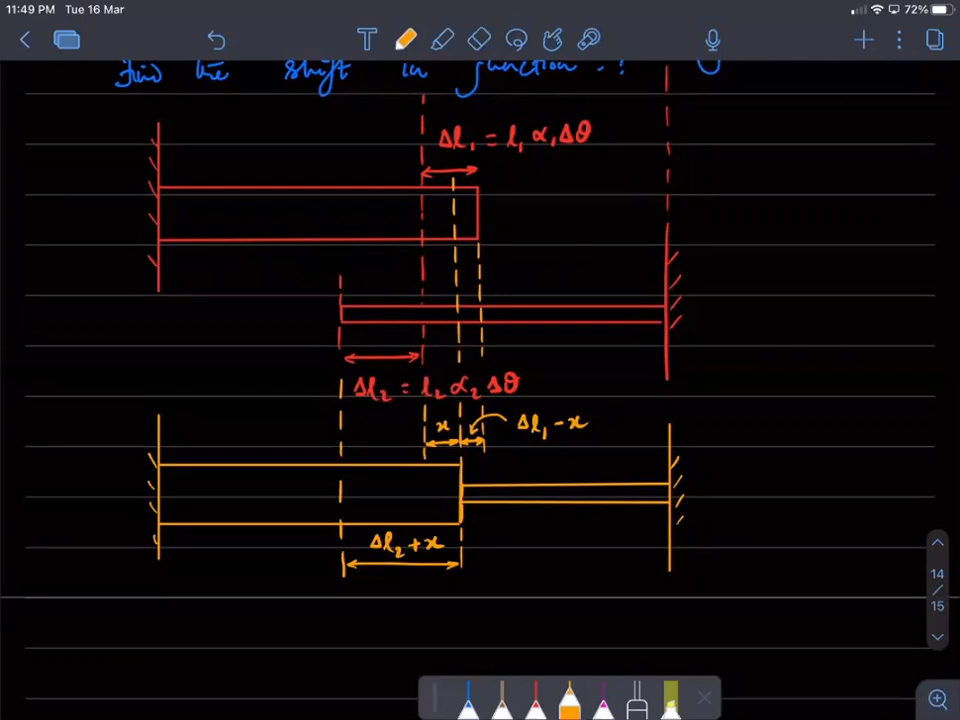 11:49 PM Tue 16 Mar
72%
Find the shift in junction .!
Δl₁ = l₁ α₁ Δθ
Δl₂ = l₂ α₂ Δθ
x
Δl₁ - x
Δl₂ + x
14
/
15